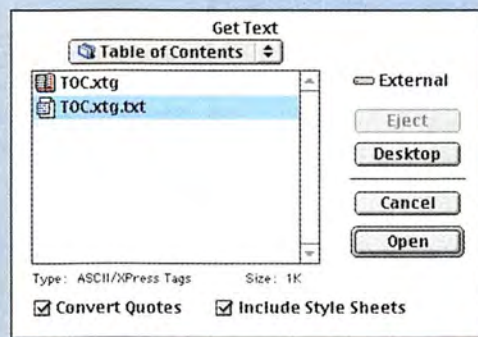 Get Text
Table of Contents
TOC.xtg
TOC.xtg.txt
External
Eject
Desktop
Cancel
Open
Type: ASCII/XPress Tags Size: 1K
Convert Quotes Include Style Sheets